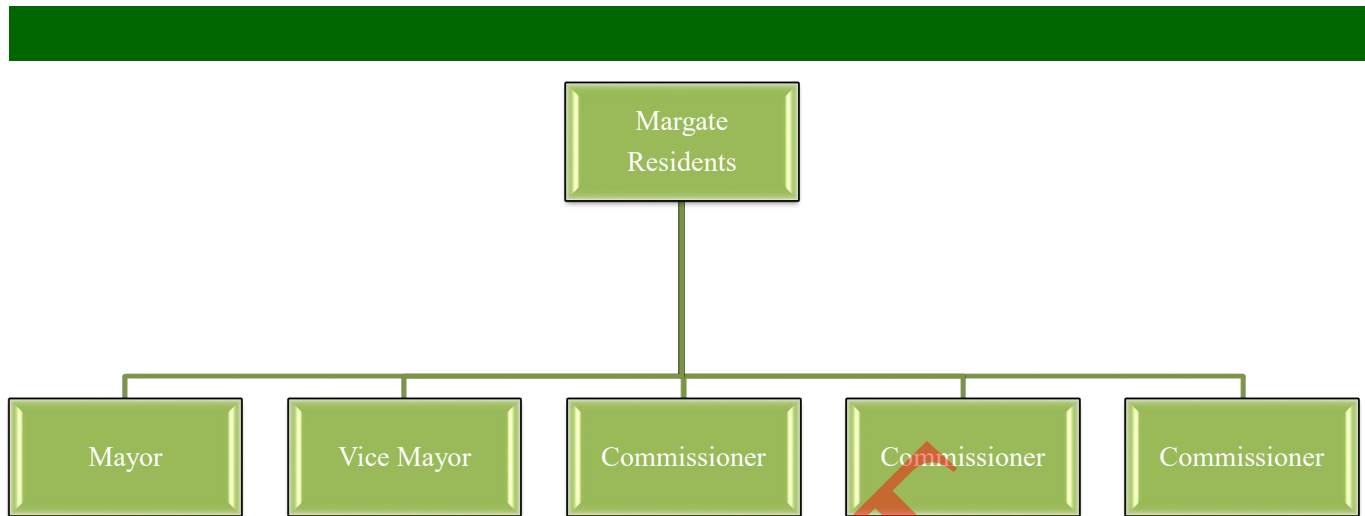 Margate
Residents
Mayor
Vice Mayor
Commissioner
Commissioner
Commissioner